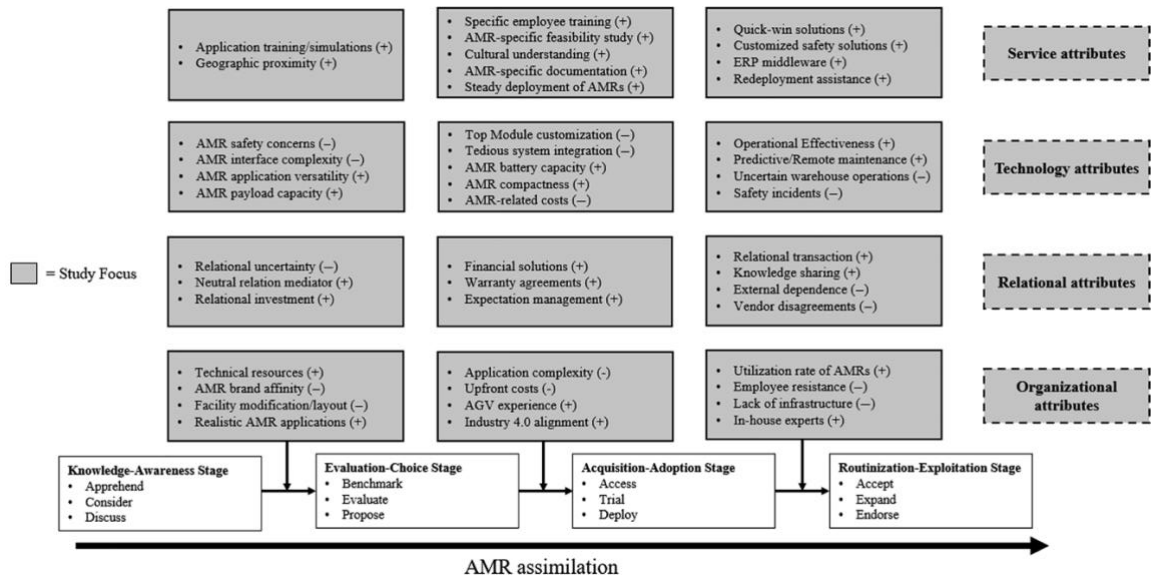 • Application training/simulations (+)
• Geographic proximity (+)
• Specific employee training (+)
• AMR-specific feasibility study (+)
• Cultural understanding (+)
• AMR-specific documentation (+)
• Steady deployment of AMRs (+)
• Quick-win solutions (+)
• Customized safety solutions (+)
• ERP middleware (+)
• Redeployment assistance (+)
Service attributes
• AMR safety concerns (–)
• AMR interface complexity (–)
• AMR application versatility (+)
• AMR payload capacity (+)
• Top Module customization (–)
• Tedious system integration (–)
• AMR battery capacity (+)
• AMR compactness (+)
• AMR-related costs (–)
• Operational Effectiveness (+)
• Predictive/Remote maintenance (+)
• Uncertain warehouse operations (–)
• Safety incidents (–)
Technology attributes
= Study Focus
• Relational uncertainty (–)
• Neutral relation mediator (+)
• Relational investment (+)
• Financial solutions (+)
• Warranty agreements (+)
• Expectation management (+)
• Relational transaction (+)
• Knowledge sharing (+)
• External dependence (–)
• Vendor disagreements (–)
Relational attributes
• Technical resources (+)
• AMR brand affinity (–)
• Facility modification/layout (–)
• Realistic AMR applications (+)
• Application complexity (-)
• Upfront costs (-)
• AGV experience (+)
• Industry 4.0 alignment (+)
• Utilization rate of AMRs (+)
• Employee resistance (–)
• Lack of infrastructure (–)
• In-house experts (+)
Organizational
attributes
Knowledge-Awareness Stage
• Apprehend
• Consider
• Discuss
Evaluation-Choice Stage
• Benchmark
• Evaluate
• Propose
Acquisition-Adoption Stage
• Access
• Trial
• Deploy
Routinization-Exploitation Stage
• Accept
• Expand
• Endorse
AMR assimilation